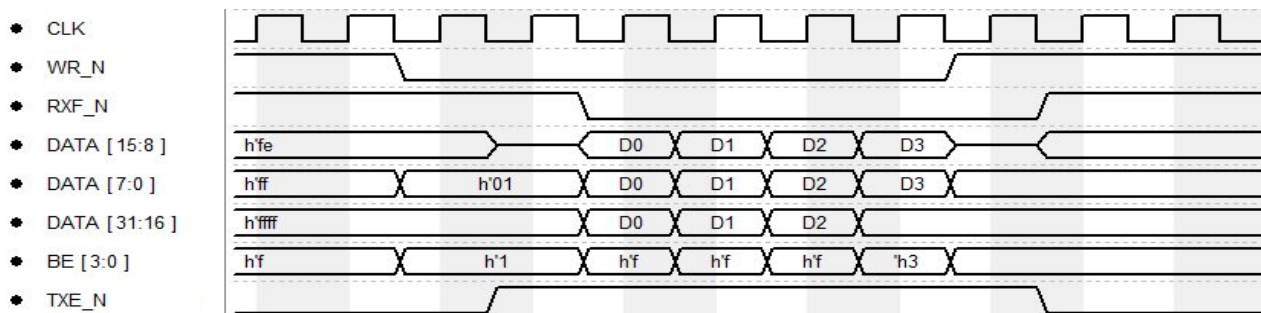 CLK
WR_N
RXF_N
DATA [15:8] h'fe D0 D1 D2 D3
DATA [7:0] h'ff h'01 D0 D1 D2 D3
DATA [31:16] h'ffff D0 D1 D2
BE [3:0] h'f h'1 h'f h'f h'f 'h3
TXE_N